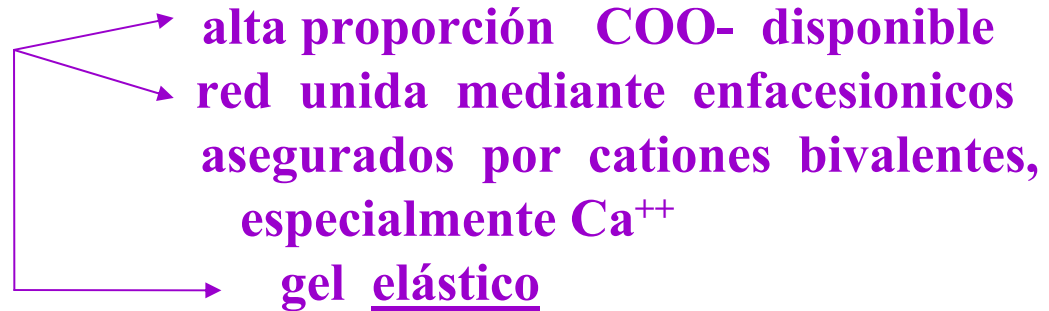 alta proporción COO- disponible
red unida mediante enfacesionicos
asegurados por cationes bivalentes,
especialmente Ca⁺⁺
gel elástico